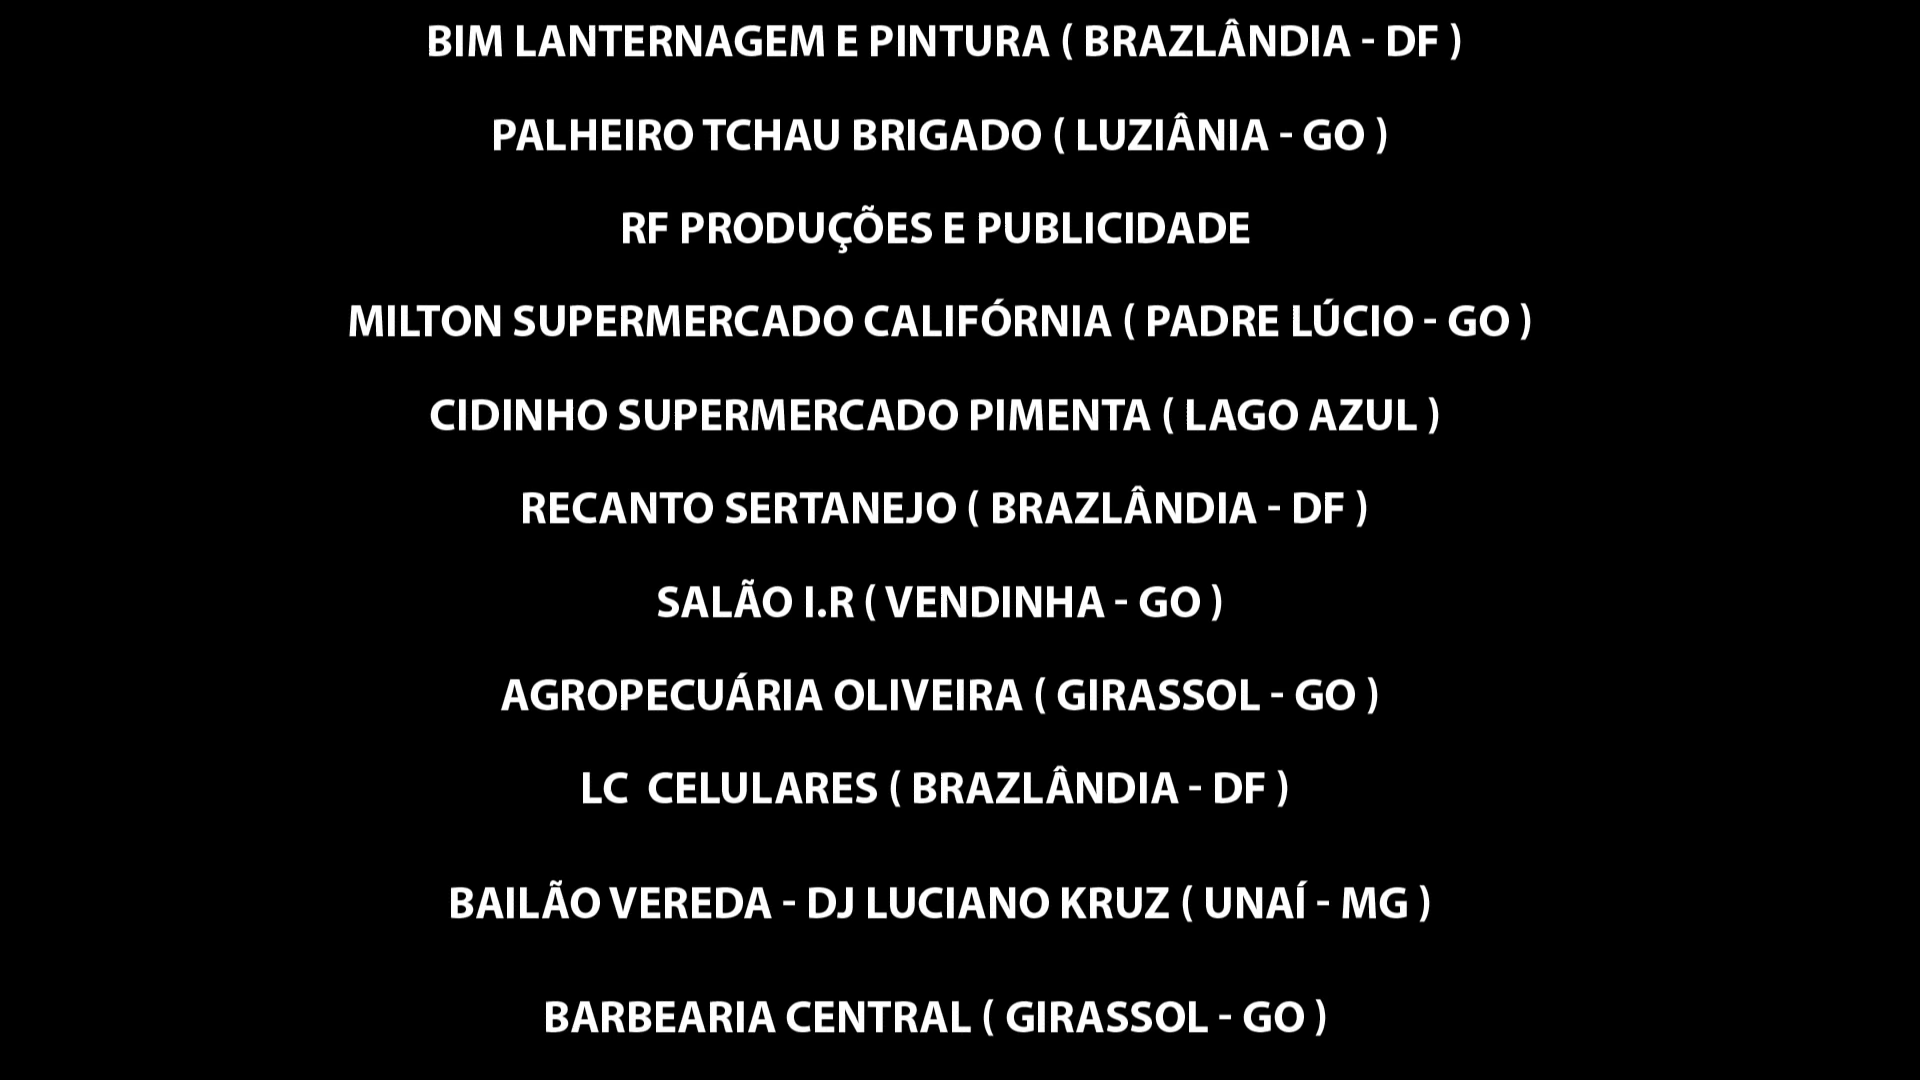 BIM LANTERNAGEM E PINTURA ( BRAZLÂNDIA - DF )
PALHEIRO TCHAU BRIGADO ( LUZIÂNIA - GO )
RF PRODUÇÕES E PUBLICIDADE
MILTON SUPERMERCADO CALIFÓRNIA ( PADRE LÚCIO - GO )
CIDINHO SUPERMERCADO PIMENTA ( LAGO AZUL )
RECANTO SERTANEJO ( BRAZLÂNDIA - DF )
SALÃO I.R ( VENDINHA - GO )
AGROPECUÁRIA OLIVEIRA ( GIRASSOL - GO )
LC  CELULARES ( BRAZLÂNDIA - DF )
BAILÃO VEREDA - DJ LUCIANO KRUZ ( UNAÍ - MG )
BARBEARIA CENTRAL ( GIRASSOL - GO )